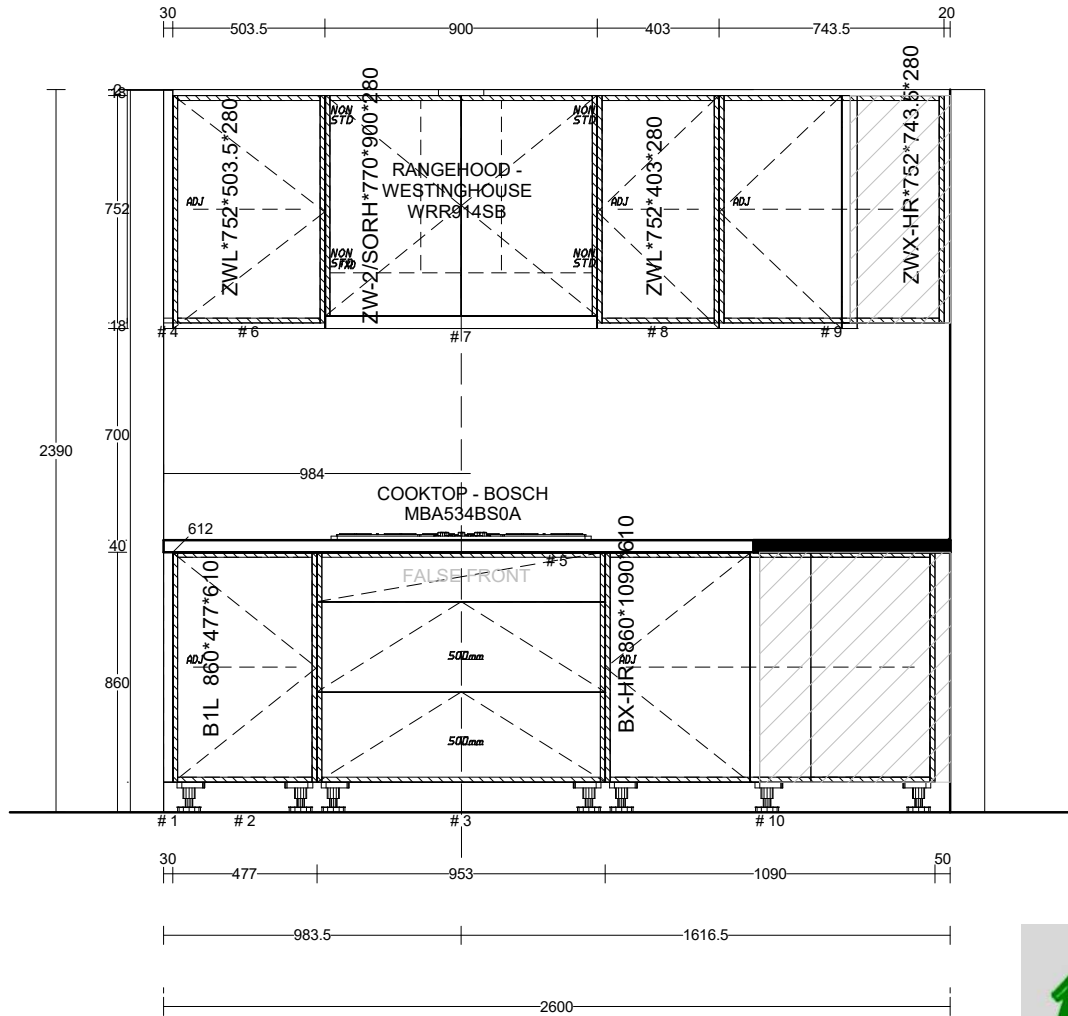 30
20
503.5
900
403
743.5
18
752
18
700
2390
40
860
ZWL*752*503.5*280
ZW-2/SORH*770*900*280
ZWL*752*403*280
ZWX-HR*752*743.5*280
NON
STD
NON
STD
RANGEHOOD -
WESTINGHOUSE
WRR914SB
ADJ
ADJ
ADJ
NON
STD
NON
STD
# 4
# 6
# 7
# 8
# 9
984
COOKTOP - BOSCH
MBA534BS0A
612
# 5
FALSE FRONT
B1L 860*477*610
BX-HR*860*1090*610
ADJ
500mm
ADJ
500mm
# 1
# 2
# 3
# 10
30
50
477
953
1090
983.5
1616.5
2600